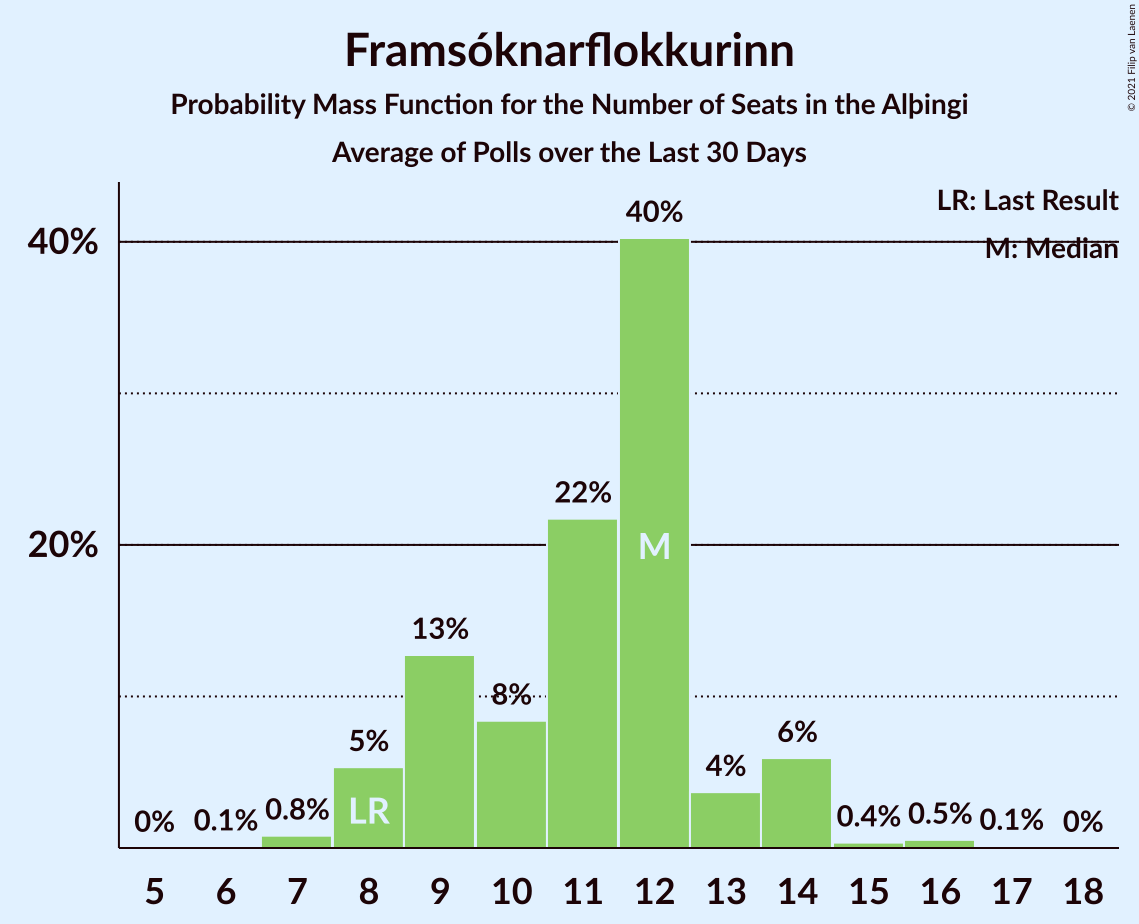 Framsóknarflokkurinn
Probability Mass Function for the Number of Seats in the Alþingi
Average of Polls over the Last 30 Days
© 2021 Filip van Laenen
LR: Last Result
M: Median
40%
20%
0%
0.1%
0.8%
5%
LR
13%
8%
22%
40%
M
4%
6%
0.4%
0.5%
0.1%
0%
5 6 7 8 9 10 11 12 13 14 15 16 17 18